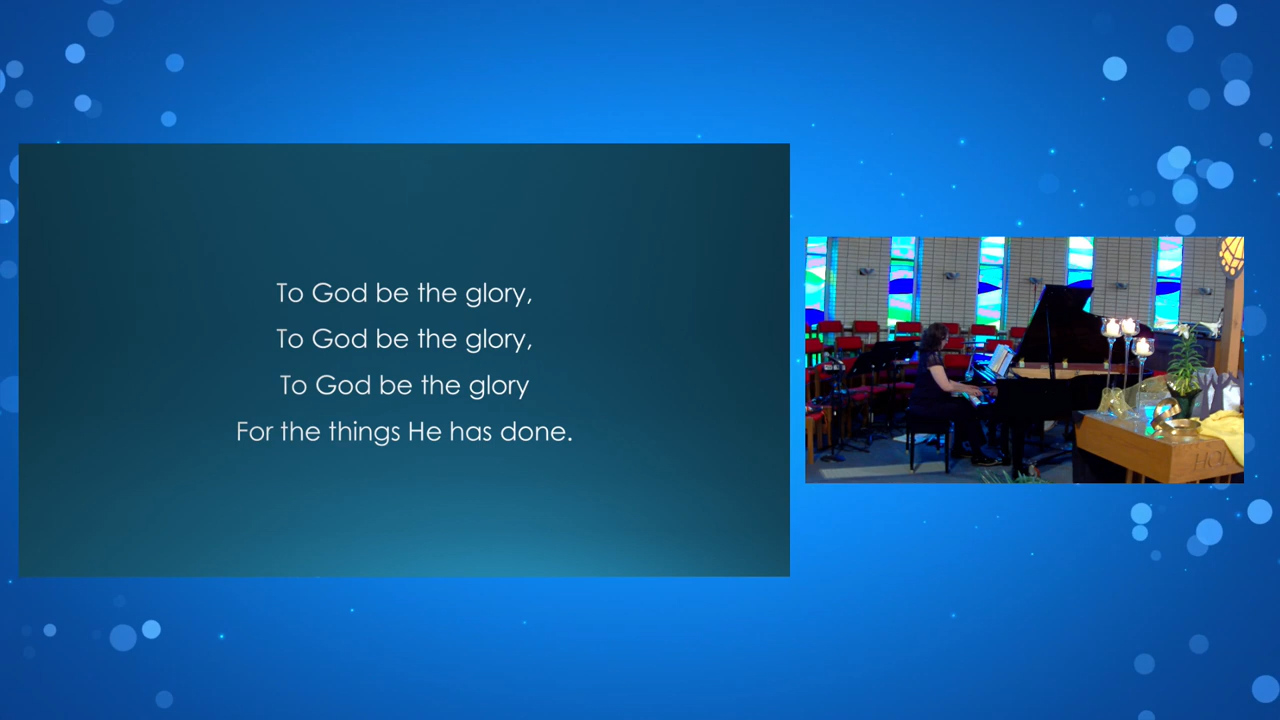 To God be the glory,
To God be the glory,
To God be the glory
For the things He has done.
HOL